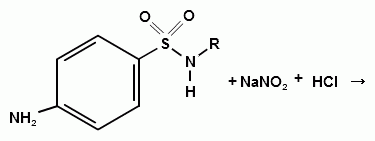 O O
S R
N
H
NH₂
+ NaNO₂ + HCl →